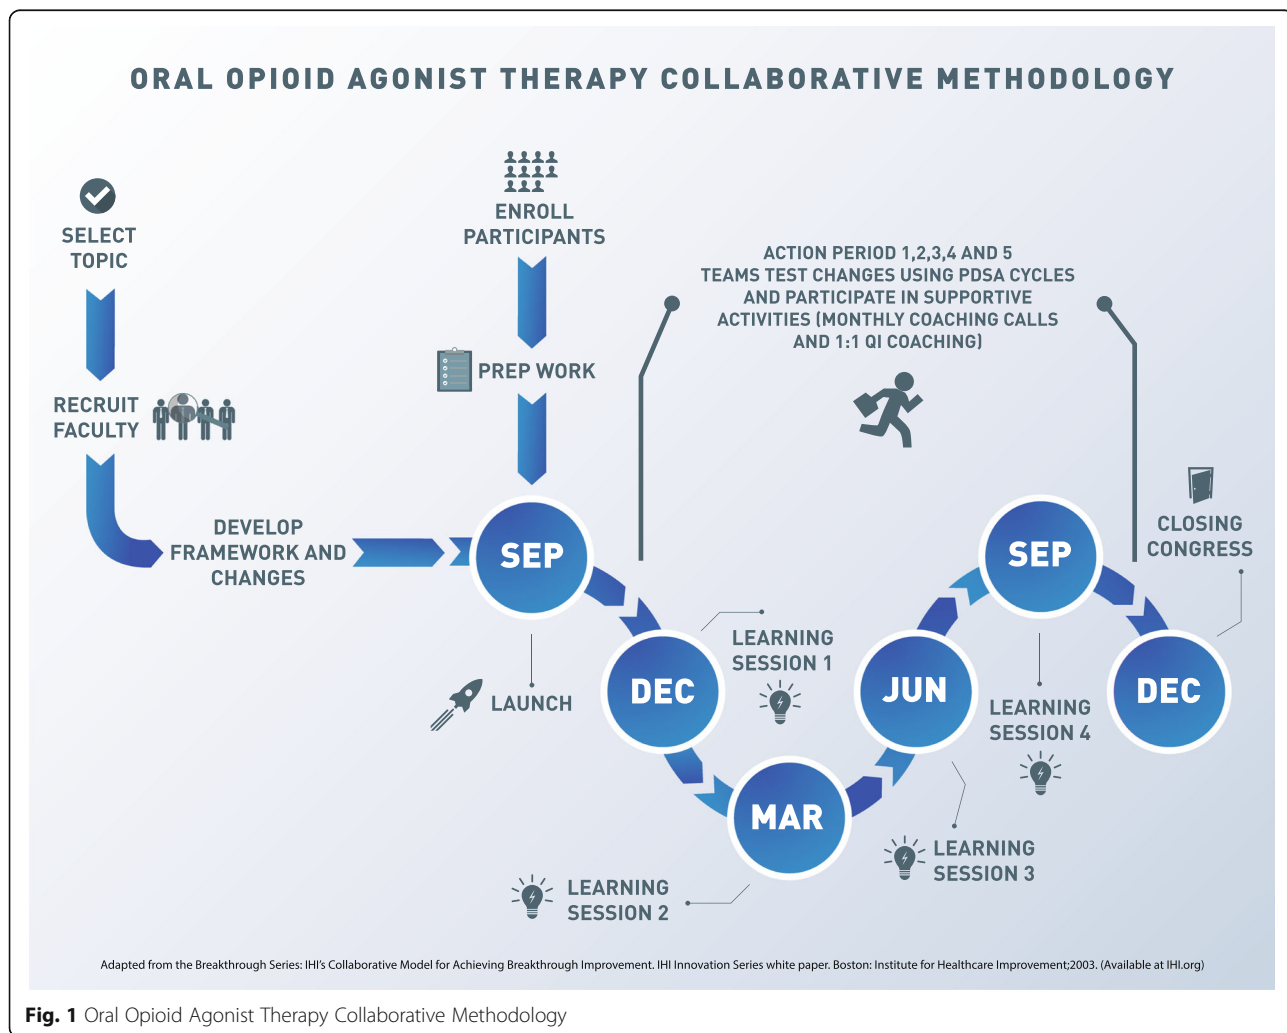 ORAL OPIOID AGONIST THERAPY COLLABORATIVE METHODOLOGY
SELECT
TOPIC
RECRUIT
FACULTY
DEVELOP
FRAMEWORK AND
CHANGES
ENROLL
PARTICIPANTS
PREP WORK
ACTION PERIOD 1,2,3,4 AND 5
TEAMS TEST CHANGES USING PDSA CYCLES
AND PARTICIPATE IN SUPPORTIVE
ACTIVITIES (MONTHLY COACHING CALLS
AND 1:1 QI COACHING)
SEP
LAUNCH
DEC
LEARNING
SESSION 1
MAR
LEARNING
SESSION 2
JUN
LEARNING
SESSION 3
SEP
LEARNING
SESSION 4
DEC
CLOSING
CONGRESS
Adapted from the Breakthrough Series: IHI's Collaborative Model for Achieving Breakthrough Improvement. IHI Innovation Series white paper. Boston: Institute for Healthcare Improvement;2003. (Available at IHI.org)
Fig. 1 Oral Opioid Agonist Therapy Collaborative Methodology